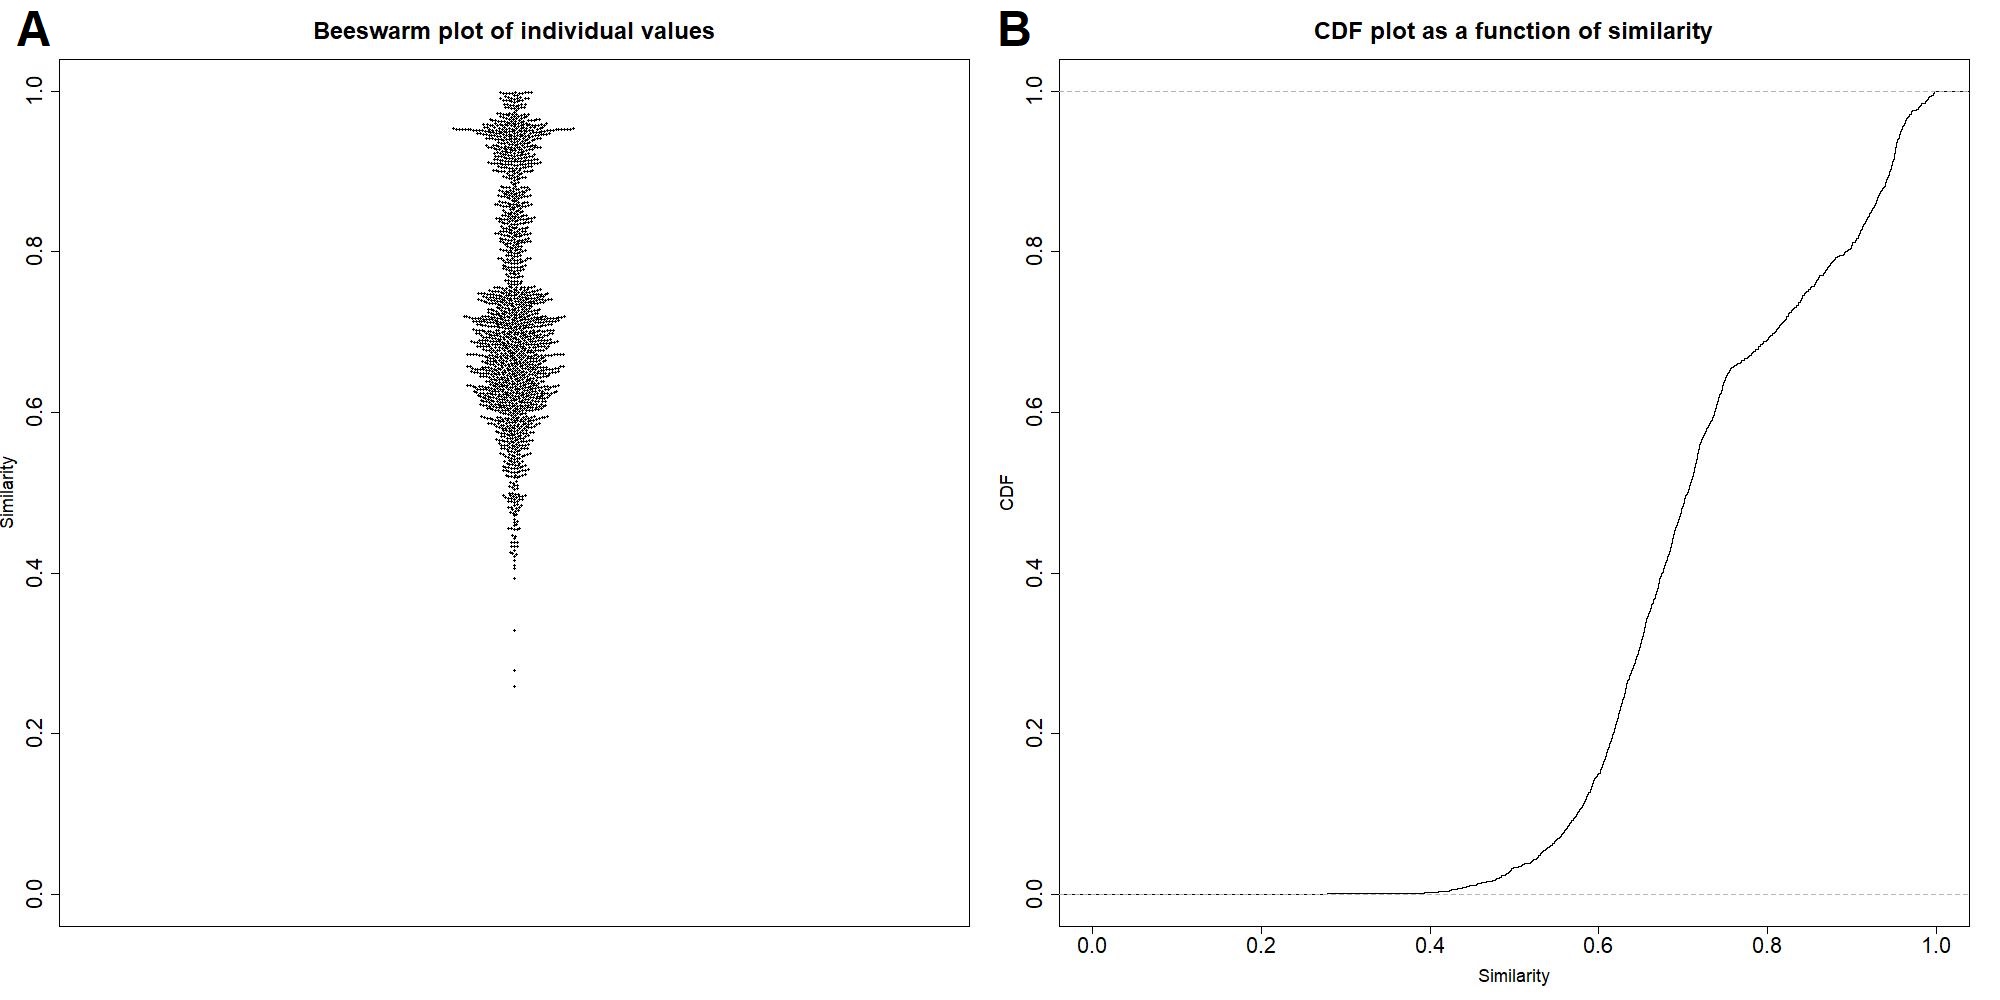 A
Beeswarm plot of individual values
1.0
0.8
0.6
0.4
0.2
0.0
Similarity
B
CDF plot as a function of similarity
1.0
0.8
0.6
0.4
0.2
0.0
CDF
0.0 0.2 0.4 0.6 0.8 1.0
Similarity